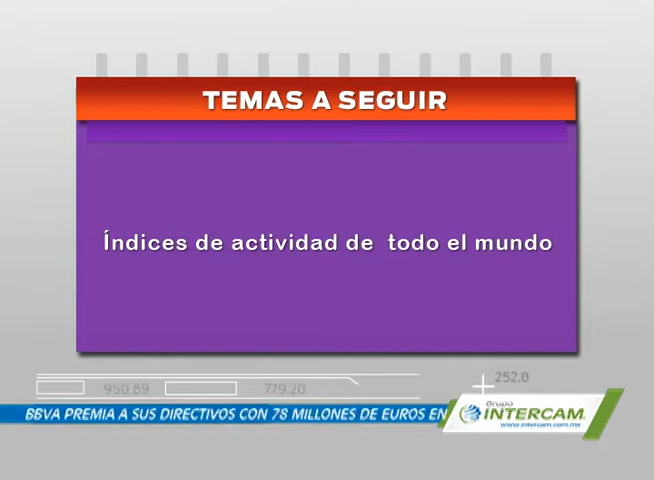 TEMAS A SEGUIR
Índices de actividad de todo el mundo
950.69
779.20
252.0
BBVA PREMIA A SUS DIRECTIVOS CON 78 MILLONES DE EUROS EN
Grupo
INTERCAM
www.intercam.com.mx